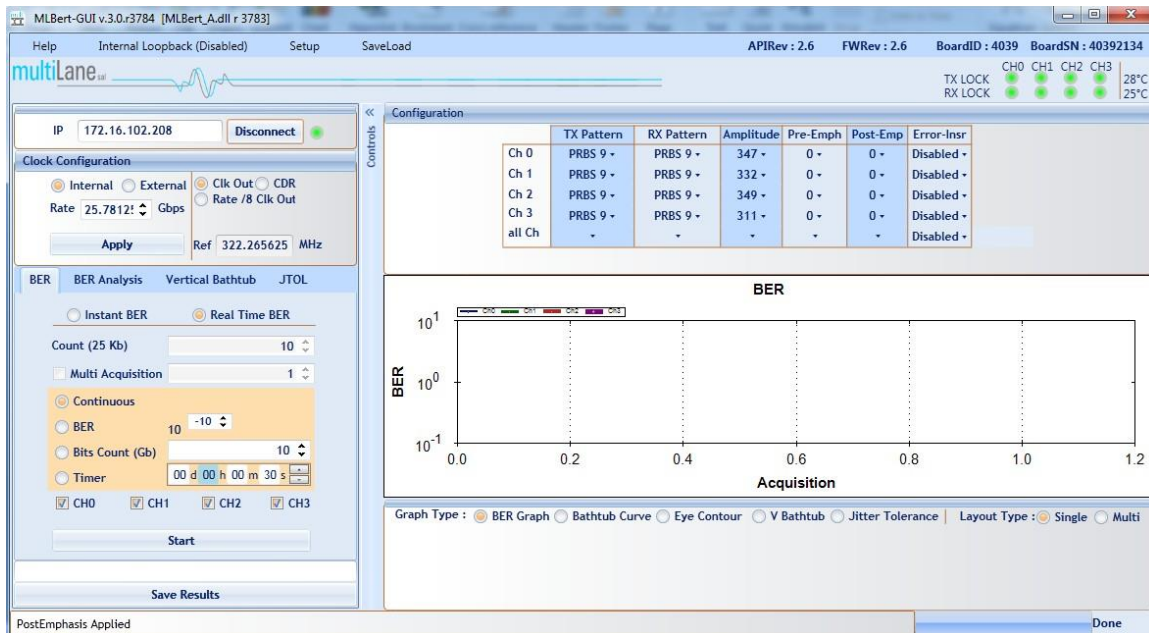 MLBert-GUI v.3.0.r3784 [MLBert_A.dll r 3783]
Help Internal Loopback (Disabled) Setup SaveLoad APIRev : 2.6 FWRev : 2.6 BoardID : 4039 BoardSN : 40392134
multiLane sal
CH0 CH1 CH2 CH3
TX LOCK 28°C
RX LOCK 25°C
IP 172.16.102.208 Disconnect
Clock Configuration
Internal External Clk Out CDR
Rate /8 Clk Out
Rate 25.7812 Gbps
Apply Ref 322.265625 MHz
BER BER Analysis Vertical Bathtub JTOL
Instant BER Real Time BER
Count (25 Kb) 10
Multi Acquisition 1
Continuous
BER 10 -10
Bits Count (Gb) 10
Timer 00 d 00 h 00 m 30 s
CH0 CH1 CH2 CH3
Start
Save Results
«
Controls
Configuration
TX Pattern RX Pattern Amplitude Pre-Emph Post-Emp Error-Insr
Ch 0 PRBS 9 PRBS 9 347 0 0 Disabled
Ch 1 PRBS 9 PRBS 9 332 0 0 Disabled
Ch 2 PRBS 9 PRBS 9 349 0 0 Disabled
Ch 3 PRBS 9 PRBS 9 311 0 0 Disabled
all Ch Disabled
BER
Ch0 Ch1 Ch2 Ch3
BER
10^1
10^0
10^-1
0.0 0.2 0.4 0.6 0.8 1.0 1.2
Acquisition
Graph Type : BER Graph Bathtub Curve Eye Contour V Bathtub Jitter Tolerance Layout Type : Single Multi
PostEmphasis Applied Done